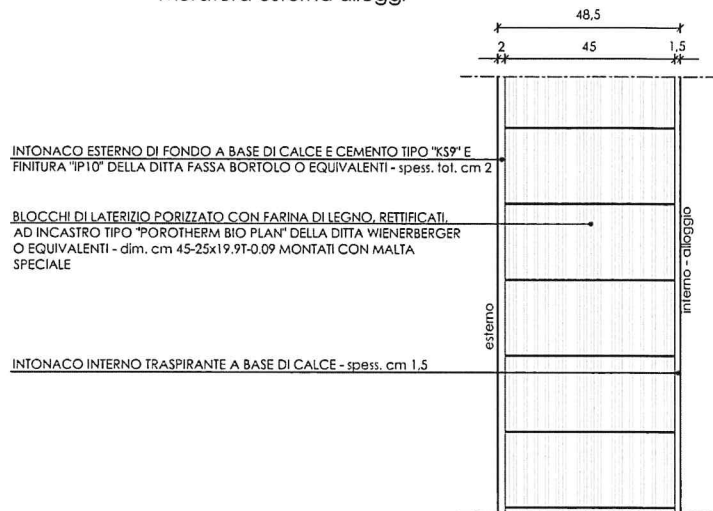 48,5
2 45 1,5
INTONACO ESTERNO DI FONDO A BASE DI CALCE E CEMENTO TIPO "KS9" E
FINITURA "IP10" DELLA DITTA FASSA BORTOLO O EQUIVALENTI - spess. tot. cm 2
BLOCCHI DI LATERIZIO PORIZZATO CON FARINA DI LEGNO, RETTIFICATI,
AD INCASTRO TIPO "POROTHERM BIO PLAN" DELLA DITTA WIENERBERGER
O EQUIVALENTI - dim. cm 45-25x19.9T-0.09 MONTATI CON MALTA
SPECIALE
esterno
interno - alloggio
INTONACO INTERNO TRASPIRANTE A BASE DI CALCE - spess. cm 1,5